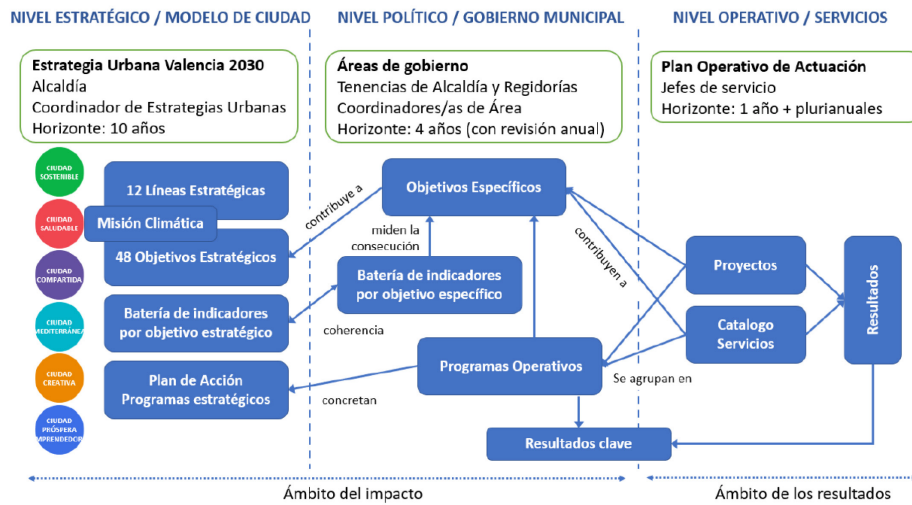 NIVEL ESTRATÉGICO / MODELO DE CIUDAD
NIVEL POLÍTICO / GOBIERNO MUNICIPAL
NIVEL OPERATIVO / SERVICIOS
Estrategia Urbana Valencia 2030
Alcaldía
Coordinador de Estrategias Urbanas
Horizonte: 10 años
Áreas de gobierno
Tenencias de Alcaldía y Regidorías
Coordinadores/as de Área
Horizonte: 4 años (con revisión anual)
Plan Operativo de Actuación
Jefes de servicio
Horizonte: 1 año + plurianuales
CIUDAD
SOSTENIBLE
CIUDAD
SALUDABLE
CIUDAD
COMPARTIDA
CIUDAD
MEDITERRÁNEA
CIUDAD
CREATIVA
CIUDAD
PRÓSPERA
EMPRENDEDORA
12 Líneas Estratégicas
Misión Climática
48 Objetivos Estratégicos
Batería de indicadores
por objetivo estratégico
Plan de Acción
Programas estratégicos
contribuye a
Objetivos Específicos
miden la
consecución
Batería de indicadores
por objetivo específico
coherencia
Programas Operativos
concretan
Resultados clave
contribuyen a
Se agrupan en
Proyectos
Catalogo
Servicios
Resultados
Ámbito del impacto
Ámbito de los resultados